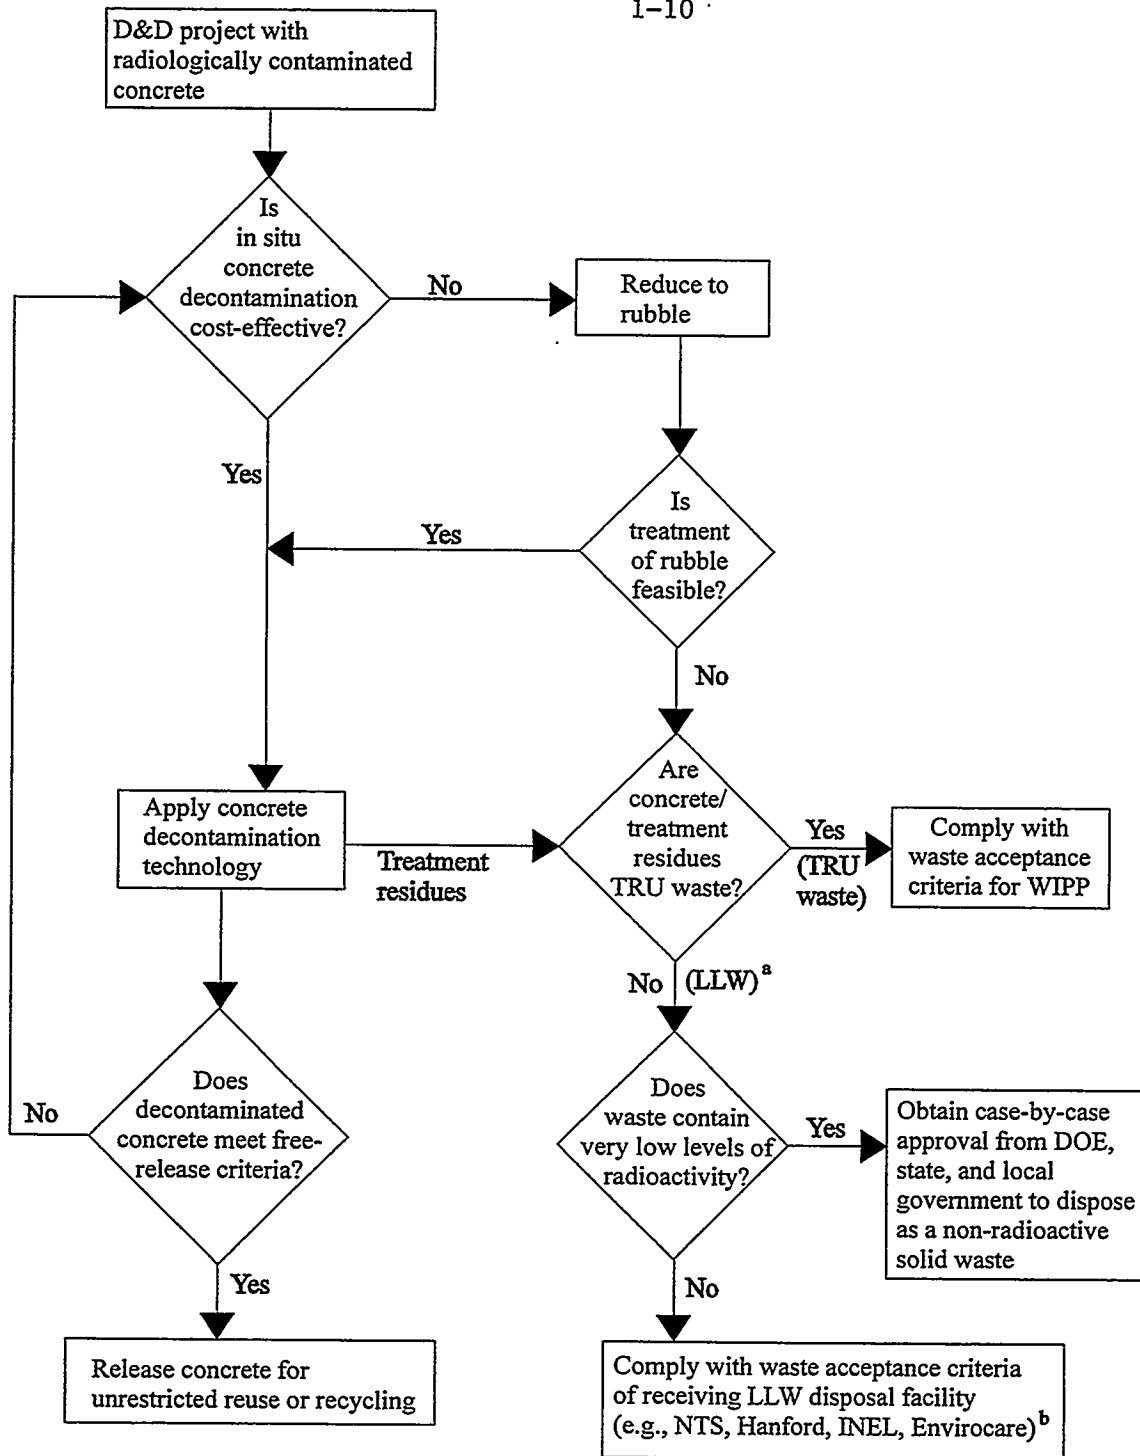 1-10
D&D project with
radiologically contaminated
concrete
Is
in situ
concrete
decontamination
cost-effective?
No
Reduce to
rubble
Yes
Is
treatment
of rubble
feasible?
Yes
No
Apply concrete
decontamination
technology
Treatment
residues
Are
concrete/
treatment
residues
TRU waste?
Yes
(TRU
waste)
Comply with
waste acceptance
criteria for WIPP
No (LLW)ᵃ
Does
decontaminated
concrete meet free-
release criteria?
No
Does
waste contain
very low levels of
radioactivity?
Yes
Obtain case-by-case
approval from DOE,
state, and local
government to dispose
as a non-radioactive
solid waste
Yes
No
Release concrete for
unrestricted reuse or recycling
Comply with waste acceptance criteria
of receiving LLW disposal facility
(e.g., NTS, Hanford, INEL, Envirocare)ᵇ